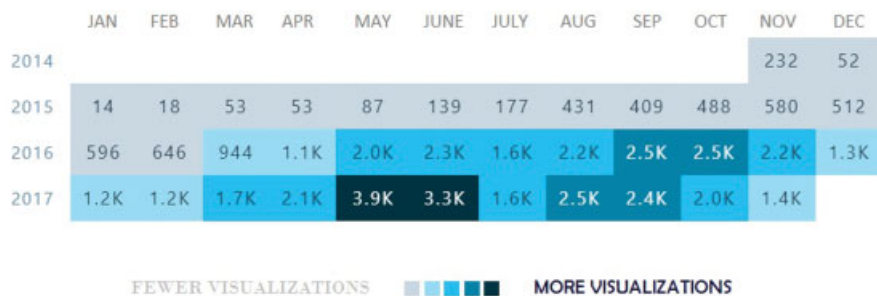 JAN FEB MAR APR MAY JUNE JULY AUG SEP OCT NOV DEC
2014 232 52
2015 14 18 53 53 87 139 177 431 409 488 580 512
2016 596 646 944 1.1K 2.0K 2.3K 1.6K 2.2K 2.5K 2.5K 2.2K 1.3K
2017 1.2K 1.2K 1.7K 2.1K 3.9K 3.3K 1.6K 2.5K 2.4K 2.0K 1.4K
FEWER VISUALIZATIONS MORE VISUALIZATIONS